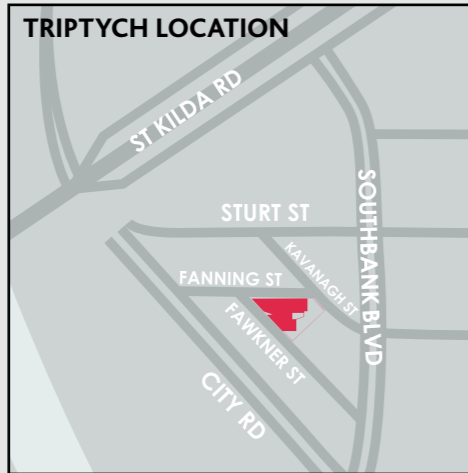 TRIPTYCH LOCATION
ST KILDA RD
STURT ST
SOUTHBANK BLVD
KAVANAGH ST
FANNING ST
FAWKNER ST
CITY RD